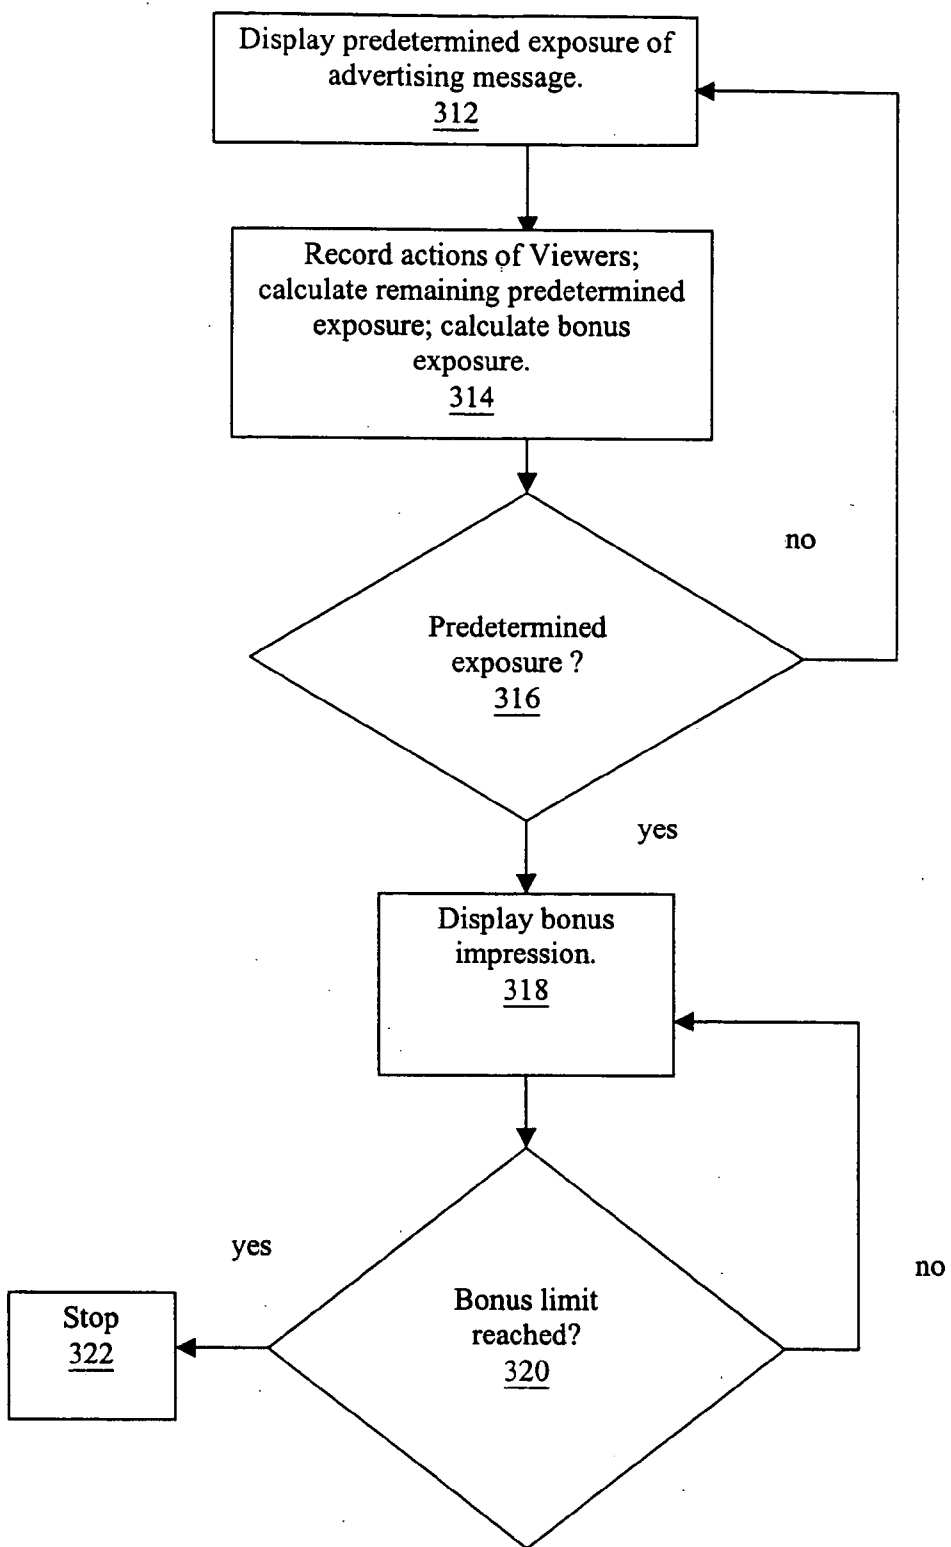 Display predetermined exposure of
advertising message.
312
Record actions of Viewers;
calculate remaining predetermined
exposure; calculate bonus
exposure.
314
no
Predetermined
exposure ?
316
yes
Display bonus
impression.
318
yes
no
Bonus limit
reached?
320
Stop
322